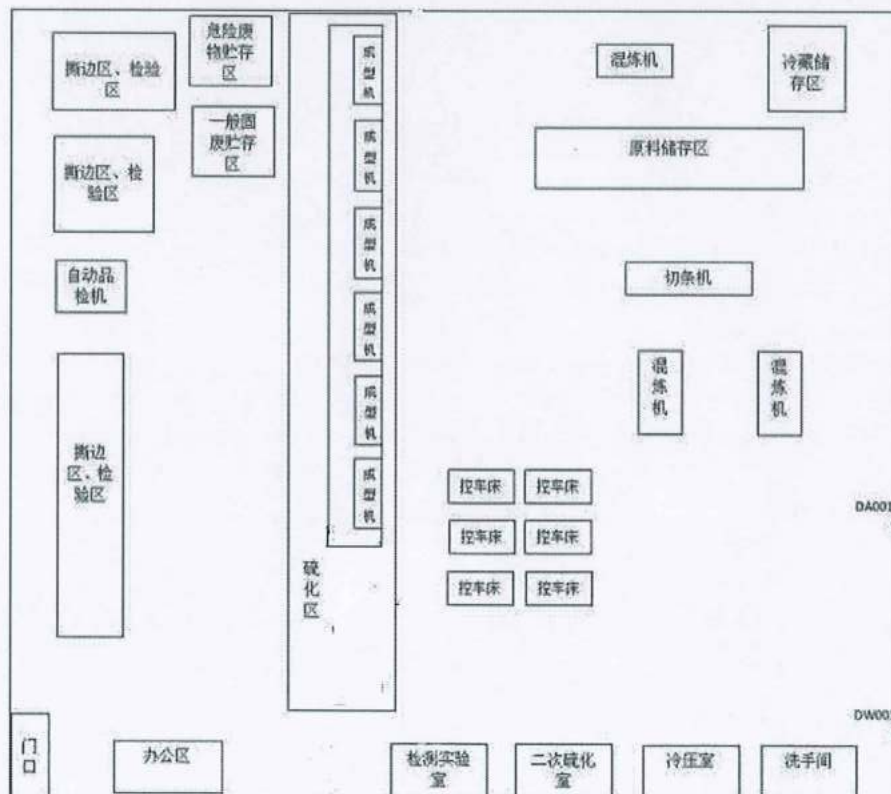 撕边区、检验
区
危险废
物贮存
区
成
型
机
混炼机
冷藏储
存区
一般固
废贮存
区
成
型
机
原料储存区
撕边区、检
验区
成
型
机
自动品
检机
切条机
成
型
机
混
炼
机
混
炼
机
成
型
机
撕边
区、检
验区
成
型
机
控车床
控车床
DA001
控车床
控车床
硫
化
区
控车床
控车床
门
口
办公区
检测实验
室
二次硫化
室
冷压室
洗手间